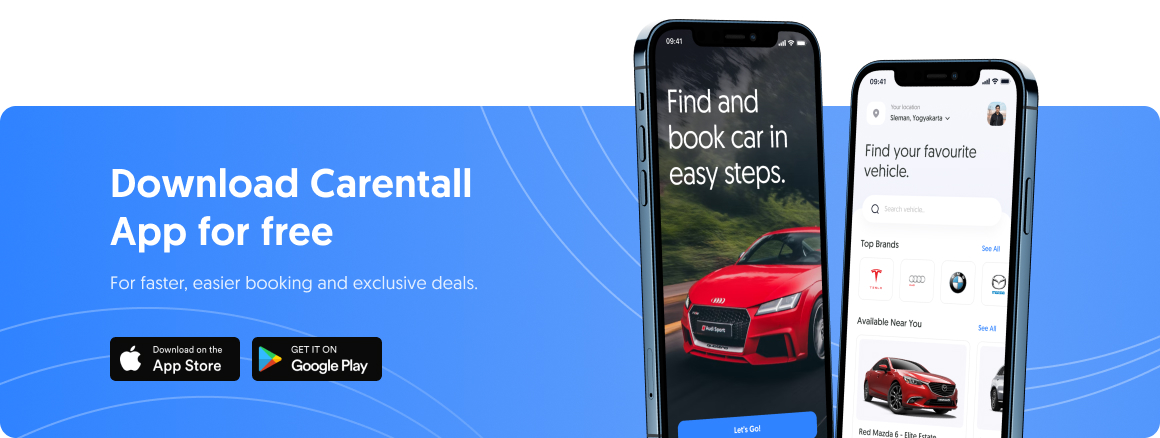 Download Carentall
App for free
For faster, easier booking and exclusive deals.
Download on the
App Store
GET IT ON
Google Play
09:41
Find and
book car in
easy steps.
Audi Sport
Let's Go!
09:41
Your location
Sleman, Yogyakarta
Find your favourite
vehicle.
Search vehicle..
Top Brands
See All
TESLA
Available Near You
See All
Red Mazda 6 - Elite Estate